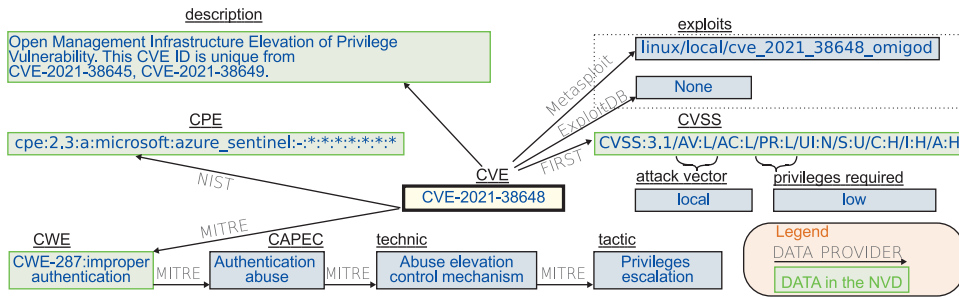 description
Open Management Infrastructure Elevation of Privilege
Vulnerability. This CVE ID is unique from
CVE-2021-38645, CVE-2021-38649.
exploits
linux/local/cve_2021_38648_omigod
Metasploit
None
ExploitDB
CPE
cpe:2.3:a:microsoft:azure_sentinel:-:*:*:*:*:*:*:*
NIST
CVSS
CVSS:3.1/AV:L/AC:L/PR:L/UI:N/S:U/C:H/I:H/A:H
FIRST
attack vector
local
privileges required
low
CVE
CVE-2021-38648
MITRE
CWE
CWE-287:improper
authentication
MITRE
CAPEC
Authentication
abuse
MITRE
technic
Abuse elevation
control mechanism
MITRE
tactic
Privileges
escalation
Legend
DATA PROVIDER
DATA in the NVD